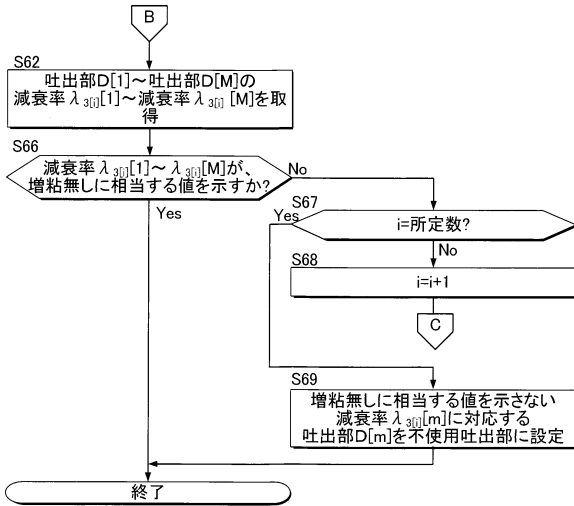 B
S62
吐出部D[1]～吐出部D[M]の
減衰率λ3[i][1]～減衰率λ3[i] [M]を取
得
S66
減衰率λ3[i][1]～λ3[i][M]が、
増粘無しに相当する値を示すか?
No
Yes
S67
i=所定数?
Yes
No
S68
i=i+1
C
S69
増粘無しに相当する値を示さない
減衰率λ3[i][m]に対応する
吐出部D[m]を不使用吐出部に設定
終了